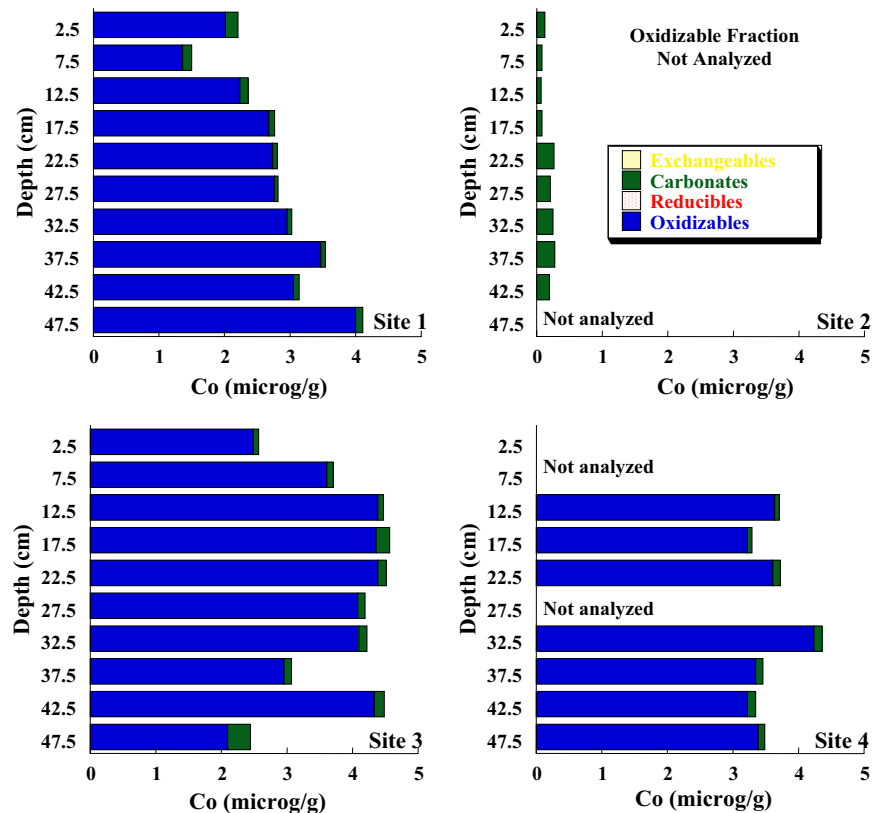 2.5
7.5
12.5
17.5
22.5
27.5
32.5
37.5
42.5
47.5
Depth (cm)
Site 1
0 1 2 3 4 5
Co (microg/g)
2.5
7.5
12.5
17.5
22.5
27.5
32.5
37.5
42.5
47.5
Depth (cm)
Oxidizable Fraction
Not Analyzed
Exchangeables
Carbonates
Reducibles
Oxidizables
Not analyzed
Site 2
0 1 2 3 4 5
Co (microg/g)
2.5
7.5
12.5
17.5
22.5
27.5
32.5
37.5
42.5
47.5
Depth (cm)
Site 3
0 1 2 3 4 5
Co (microg/g)
2.5
7.5
12.5
17.5
22.5
27.5
32.5
37.5
42.5
47.5
Depth (cm)
Not analyzed
Not analyzed
Site 4
0 1 2 3 4 5
Co (microg/g)